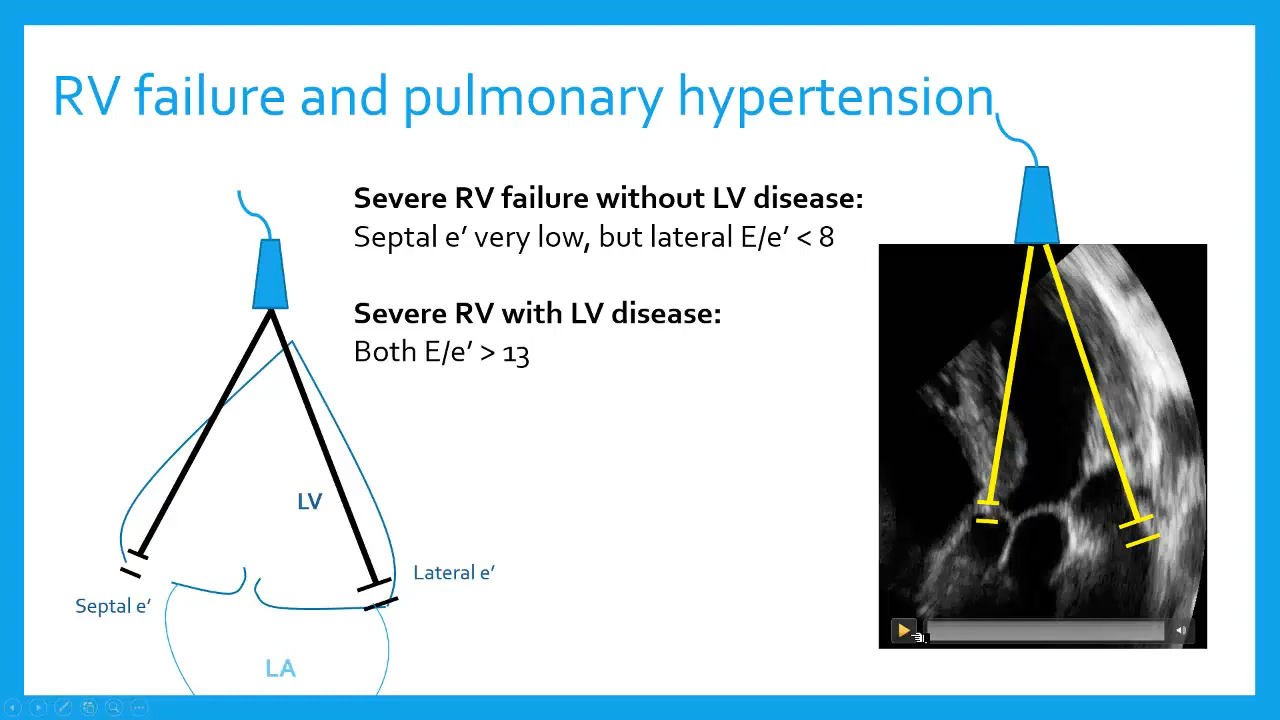 RV failure and pulmonary hypertension
Severe RV failure without LV disease:
Septal e’ very low, but lateral E/e’ < 8
Severe RV with LV disease:
Both E/e’ > 13
LV
Lateral e’
Septal e’
LA